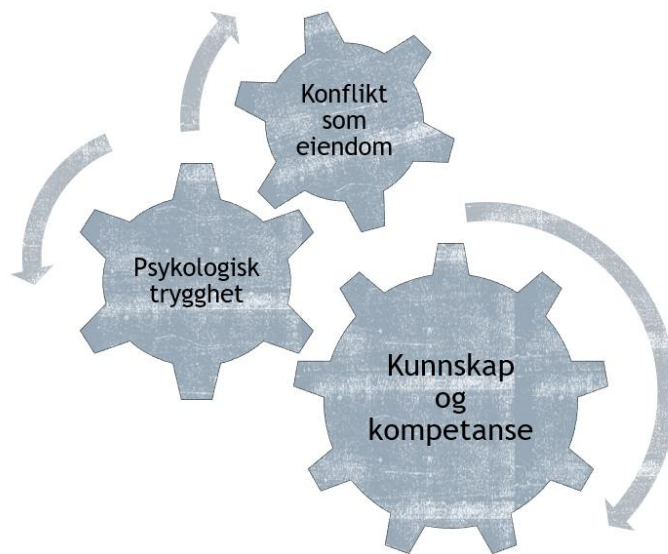 Konflikt
som
eiendom
Psykologisk
trygghet
Kunnskap
og
kompetanse